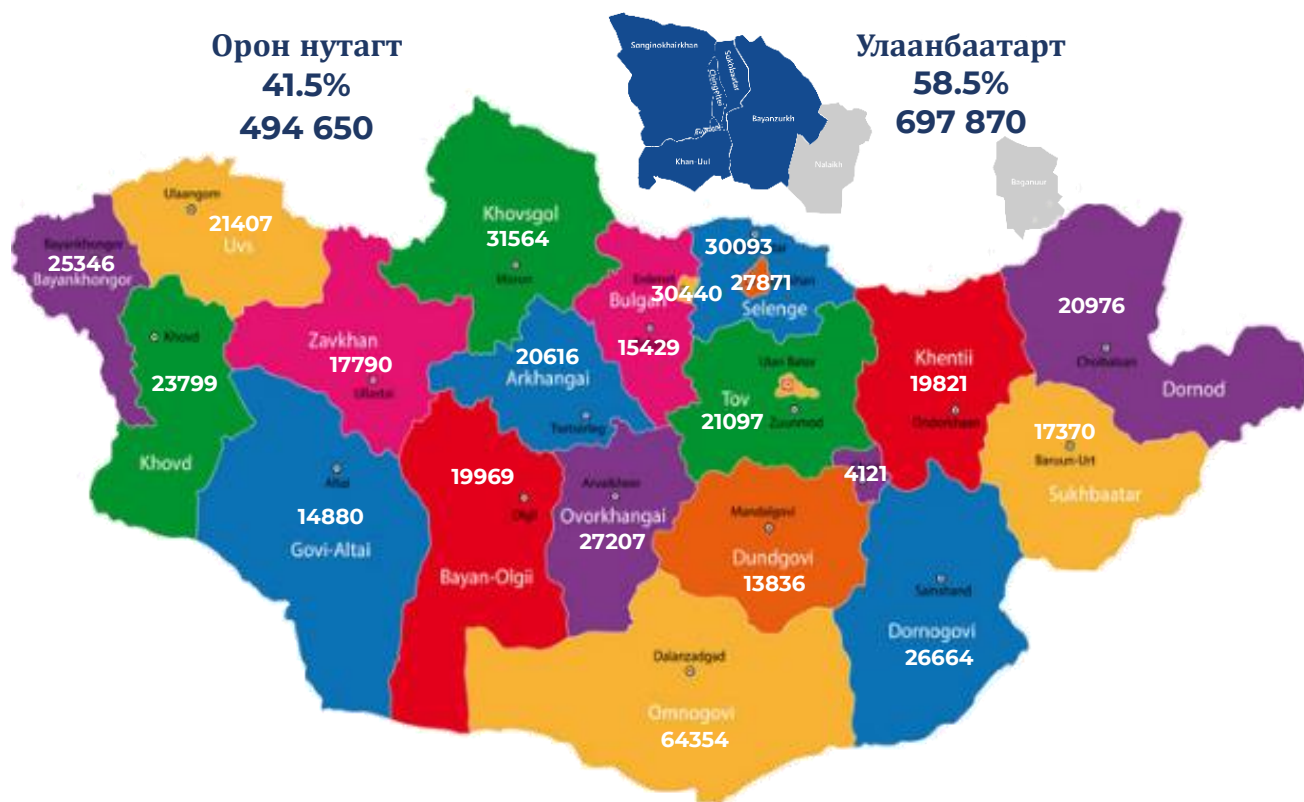 Орон нутагт
41.5%
494 650
Улаанбаатарт
58.5%
697 870
Songinokhairkhan
Sukhbaatar
Chingeltei
Bayanzurkh
Khan-Uul
Nalaikh
Baganuur
Ulaangom
21407
Uvs
Bayankhongor
25346
Bayankhongor
Khovd
23799
Khovd
Khovsgol
31564
Moron
Zavkhan
17790
Uliastai
20616
Arkhangai
Tsetserleg
30440
Bulgan
15429
30093
27871
Selenge
Ulan Bator
Tov
21097
Zuunmod
Khentii
19821
Ondorkhaan
20976
Choibalsan
Dornod
17370
Baruun-Urt
Sukhbaatar
4121
Altai
14880
Govi-Altai
19969
Olgii
Bayan-Olgii
Arvaikheer
Ovorkhangai
27207
Mandalgovi
Dundgovi
13836
Sainshand
Dornogovi
26664
Dalanzadgad
Omnogovi
64354